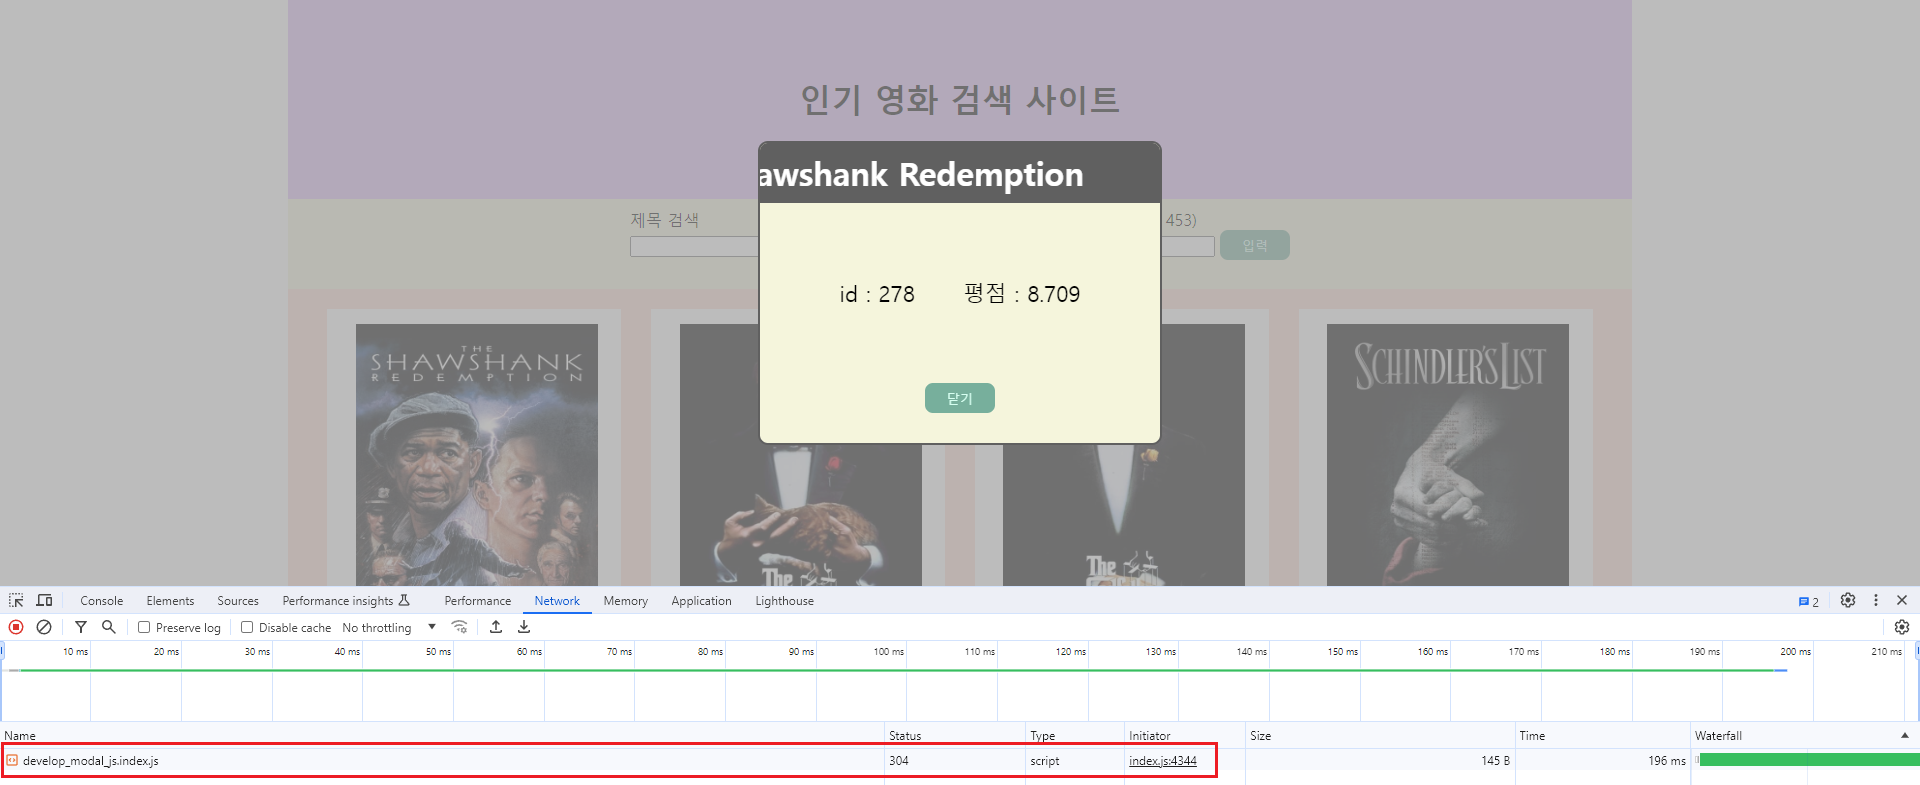 인기 영화 검색 사이트
awshank Redemption
제목 검색
453)
입력
id : 278 평점 : 8.709
닫기
THE
SHAWSHANK
REDEMPTION
The
The
SCHINDLER'S LIST
Console Elements Sources Performance insights Performance Network Memory Application Lighthouse 2
Preserve log Disable cache No throttling
10 ms 20 ms 30 ms 40 ms 50 ms 60 ms 70 ms 80 ms 90 ms 100 ms 110 ms 120 ms 130 ms 140 ms 150 ms 160 ms 170 ms 180 ms 190 ms 200 ms 210 ms
Name Status Type Initiator Size Time Waterfall
develop_modal_js.index.js 304 script index.js:4344 145 B 196 ms